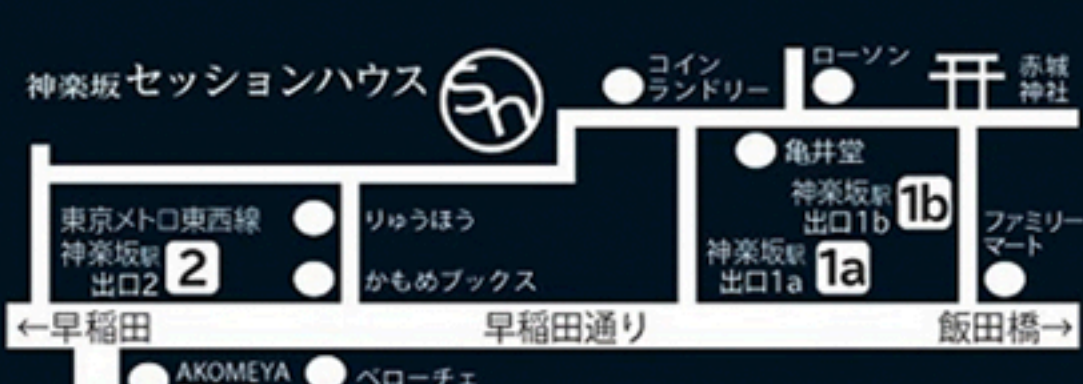 神楽坂セッションハウス
Sn
コイン
ランドリー
ローソン
赤城
神社
亀井堂
神楽坂駅
出口1b
1b
東京メトロ東西線
神楽坂駅
出口2
2
りゅうほう
かもめブックス
神楽坂駅
出口1a
1a
ファミリー
マート
←早稲田
早稲田通り
飯田橋→
AKOMEYA
ベローチェ